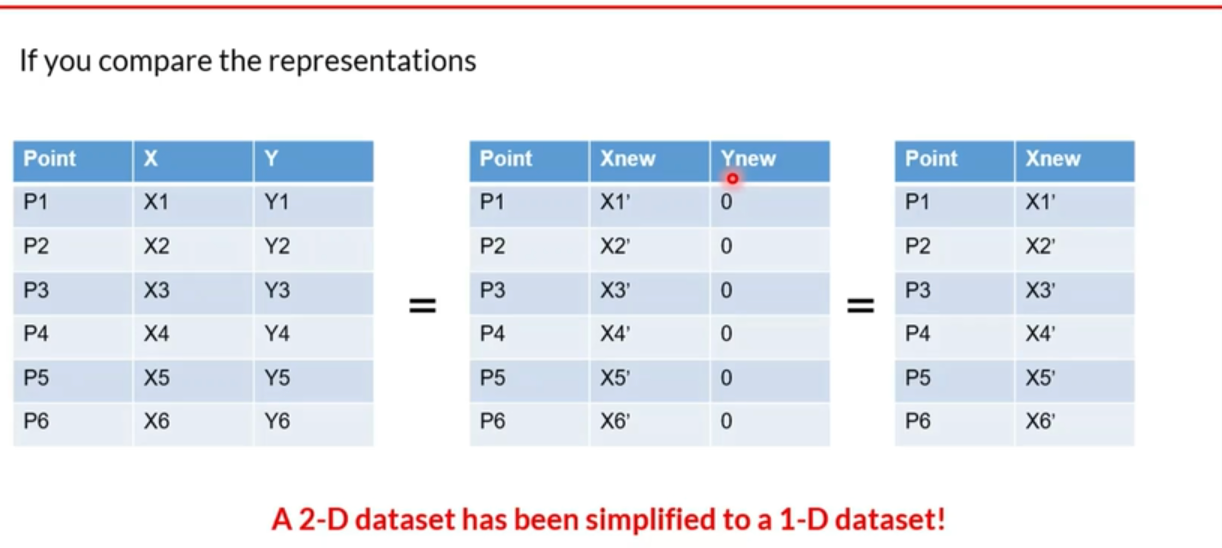 If you compare the representations
Point X Y Point Xnew Ynew Point Xnew
P1 X1 Y1 P1 X1' 0 P1 X1'
P2 X2 Y2 P2 X2' 0 P2 X2'
P3 X3 Y3 P3 X3' 0 P3 X3'
= =
P4 X4 Y4 P4 X4' 0 P4 X4'
P5 X5 Y5 P5 X5' 0 P5 X5'
P6 X6 Y6 P6 X6' 0 P6 X6'
A 2-D dataset has been simplified to a 1-D dataset!